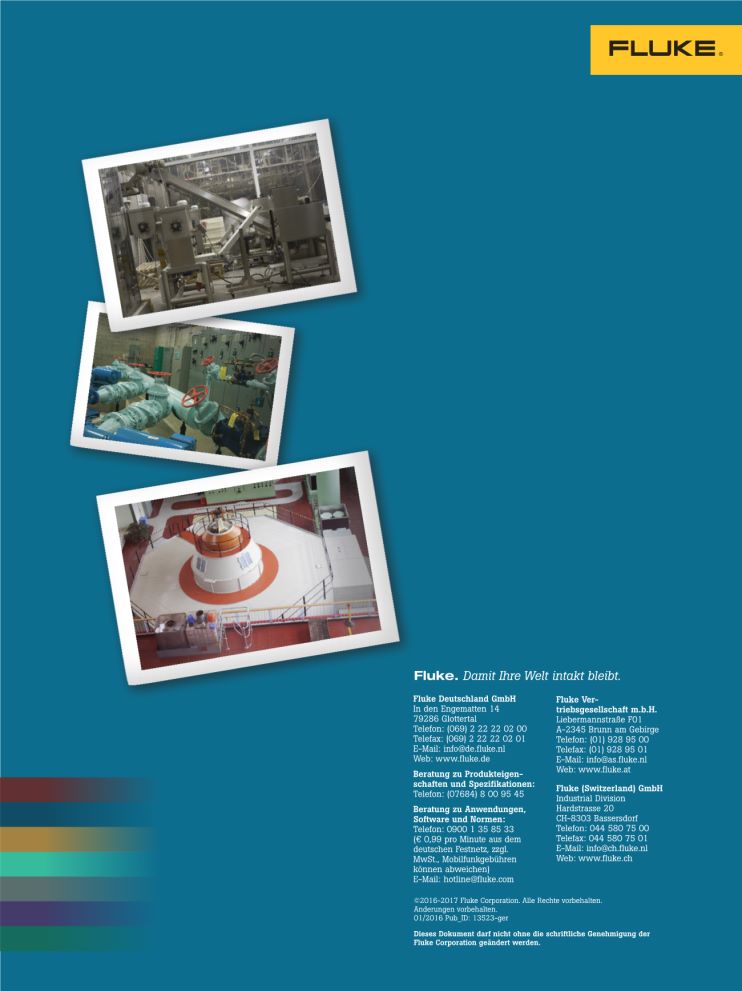 FLUKE®
Fluke. Damit Ihre Welt intakt bleibt.
Fluke Deutschland GmbH
In den Engematten 14
79286 Glottertal
Telefon: (069) 2 22 22 02 00
Telefax: (069) 2 22 22 02 01
E-Mail: info@de.fluke.nl
Web: www.fluke.de
Beratung zu Produkteigen-
schaften und Spezifikationen:
Telefon: (07684) 8 00 95 45
Beratung zu Anwendungen,
Software und Normen:
Telefon: 0900 1 35 85 33
(€ 0,99 pro Minute aus dem
deutschen Festnetz, zzgl.
MwSt., Mobilfunkgebühren
können abweichen)
E-Mail: hotline@fluke.com
Fluke Ver-
triebsgesellschaft m.b.H.
Liebermannstraße F01
A-2345 Brunn am Gebirge
Telefon: (01) 928 95 00
Telefax: (01) 928 95 01
E-Mail: info@as.fluke.nl
Web: www.fluke.at
Fluke (Switzerland) GmbH
Industrial Division
Hardstrasse 20
CH-8303 Bassersdorf
Telefon: 044 580 75 00
Telefax: 044 580 75 01
E-Mail: info@ch.fluke.nl
Web: www.fluke.ch
©2016-2017 Fluke Corporation. Alle Rechte vorbehalten.
Änderungen vorbehalten.
01/2016 Pub_ID: 13523-ger
Dieses Dokument darf nicht ohne die schriftliche Genehmigung der
Fluke Corporation geändert werden.